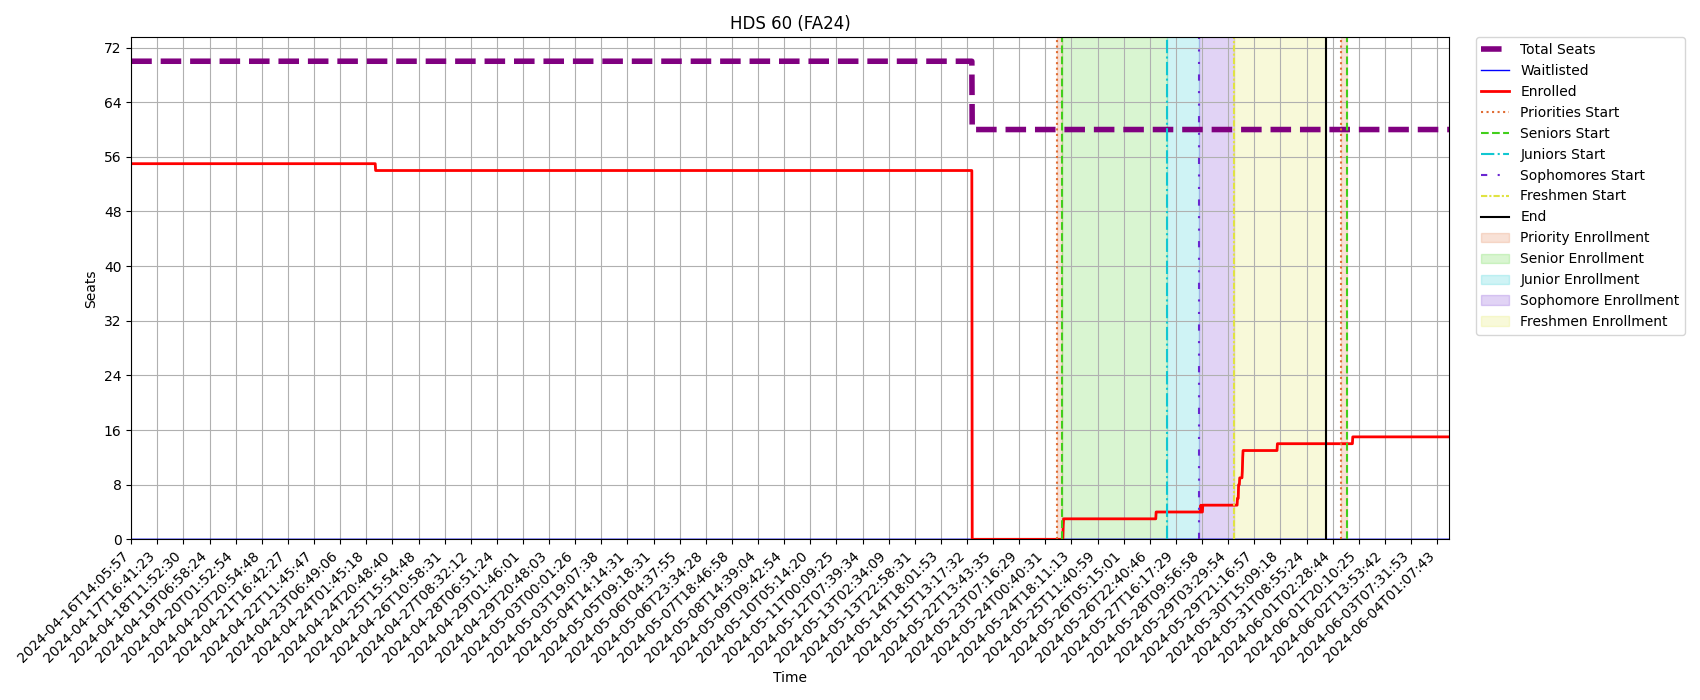 HDS 60 (FA24)
Seats
72
64
56
48
40
32
24
16
8
0
2024-04-16T14:05:57
2024-04-17T16:41:23
2024-04-18T11:52:30
2024-04-19T06:58:24
2024-04-20T01:52:54
2024-04-20T20:54:48
2024-04-21T16:42:27
2024-04-22T11:45:47
2024-04-23T06:49:06
2024-04-24T01:45:18
2024-04-24T20:48:40
2024-04-25T15:54:48
2024-04-26T10:58:31
2024-04-27T08:32:12
2024-04-28T06:51:24
2024-04-29T01:46:01
2024-04-29T20:48:03
2024-05-03T00:01:26
2024-05-03T19:07:38
2024-05-04T14:14:31
2024-05-05T09:18:31
2024-05-06T04:37:55
2024-05-06T23:34:28
2024-05-07T18:46:58
2024-05-08T14:39:04
2024-05-09T09:42:54
2024-05-10T05:14:20
2024-05-11T00:09:25
2024-05-12T07:39:34
2024-05-13T02:34:09
2024-05-13T22:58:31
2024-05-14T18:01:53
2024-05-15T13:17:32
2024-05-22T13:43:35
2024-05-23T07:16:29
2024-05-24T00:40:31
2024-05-24T18:11:13
2024-05-25T11:40:59
2024-05-26T05:15:01
2024-05-26T22:40:46
2024-05-27T16:17:29
2024-05-28T09:56:58
2024-05-29T03:29:54
2024-05-29T21:16:57
2024-05-30T15:09:18
2024-05-31T08:55:24
2024-06-01T02:28:44
2024-06-01T20:10:25
2024-06-02T13:53:42
2024-06-03T07:31:53
2024-06-04T01:07:43
Time
Total Seats
Waitlisted
Enrolled
Priorities Start
Seniors Start
Juniors Start
Sophomores Start
Freshmen Start
End
Priority Enrollment
Senior Enrollment
Junior Enrollment
Sophomore Enrollment
Freshmen Enrollment